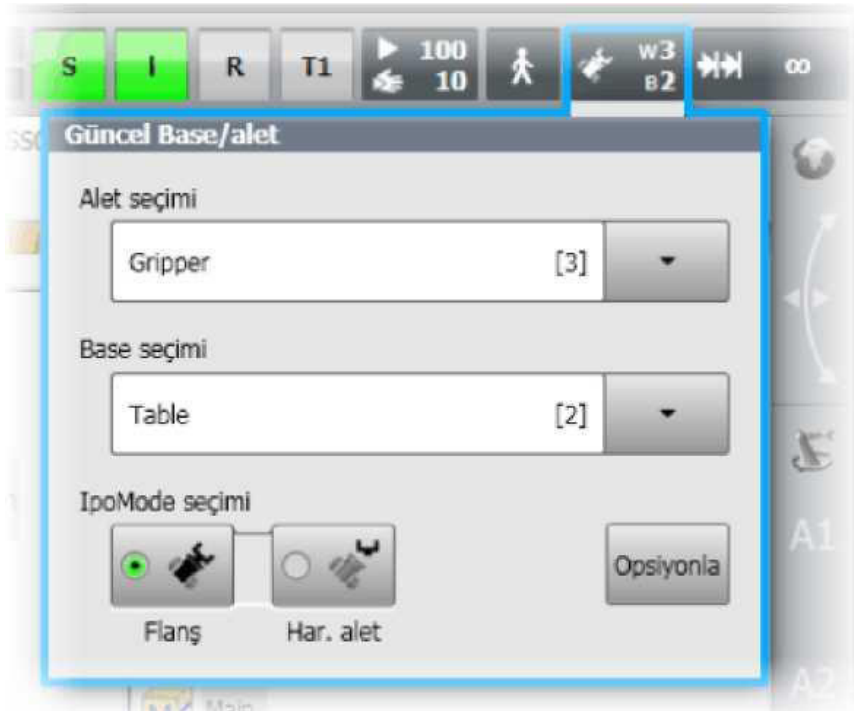 S I R T1 100 10 W3 B2 ∞
Güncel Base/alet
Alet seçimi
Gripper [3]
Base seçimi
Table [2]
IpoMode seçimi
Opsiyonla
Flanş Har. alet
A1
A2
Main